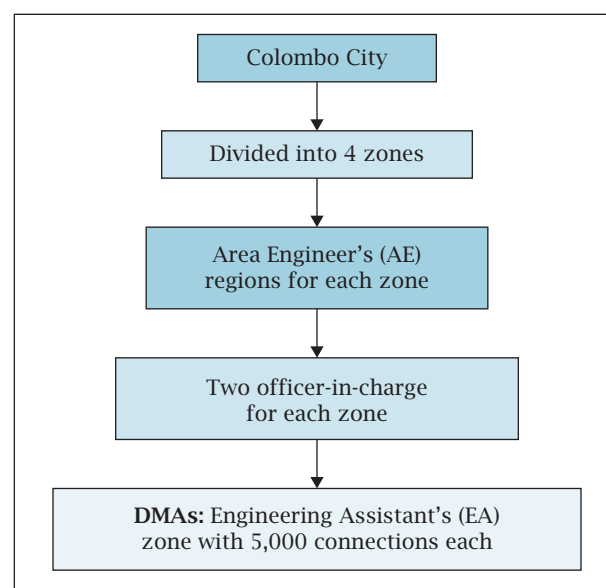 Colombo City
Divided into 4 zones
Area Engineer’s (AE)
regions for each zone
Two officer-in-charge
for each zone
DMAs: Engineering Assistant’s (EA)
zone with 5,000 connections each